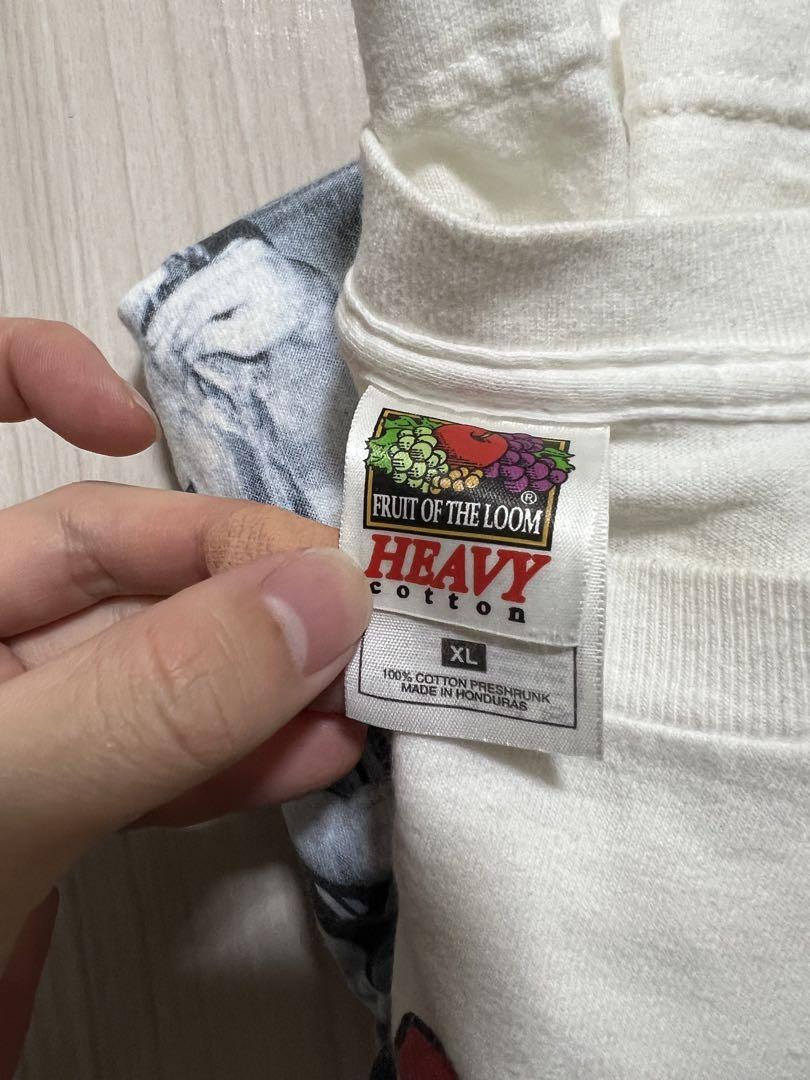 ®
FRUIT OF THE LOOM
HEAVY
cotton
XL
100% COTTON PRESHRUNK
MADE IN HONDURAS